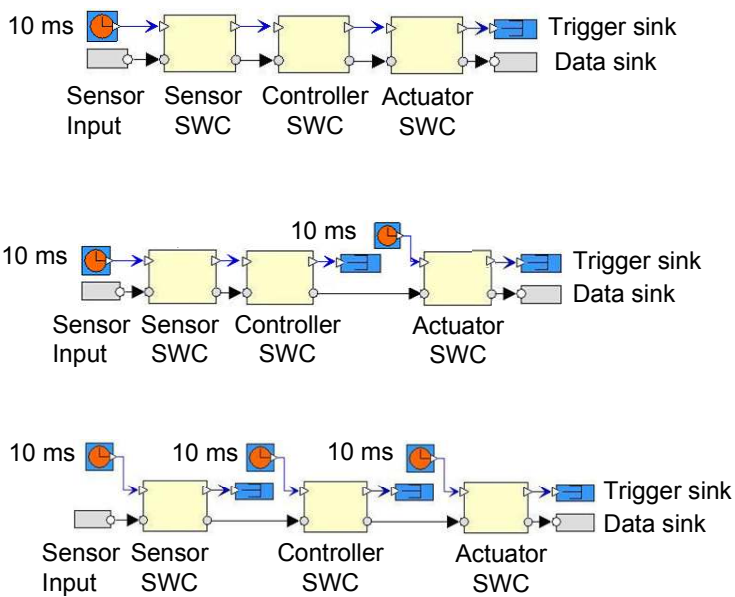 10 ms
Trigger sink
Data sink
Sensor Sensor Controller Actuator
Input SWC SWC SWC
10 ms
10 ms
Trigger sink
Data sink
Sensor Sensor Controller Actuator
Input SWC SWC SWC
10 ms 10 ms 10 ms
Trigger sink
Data sink
Sensor Sensor Controller Actuator
Input SWC SWC SWC